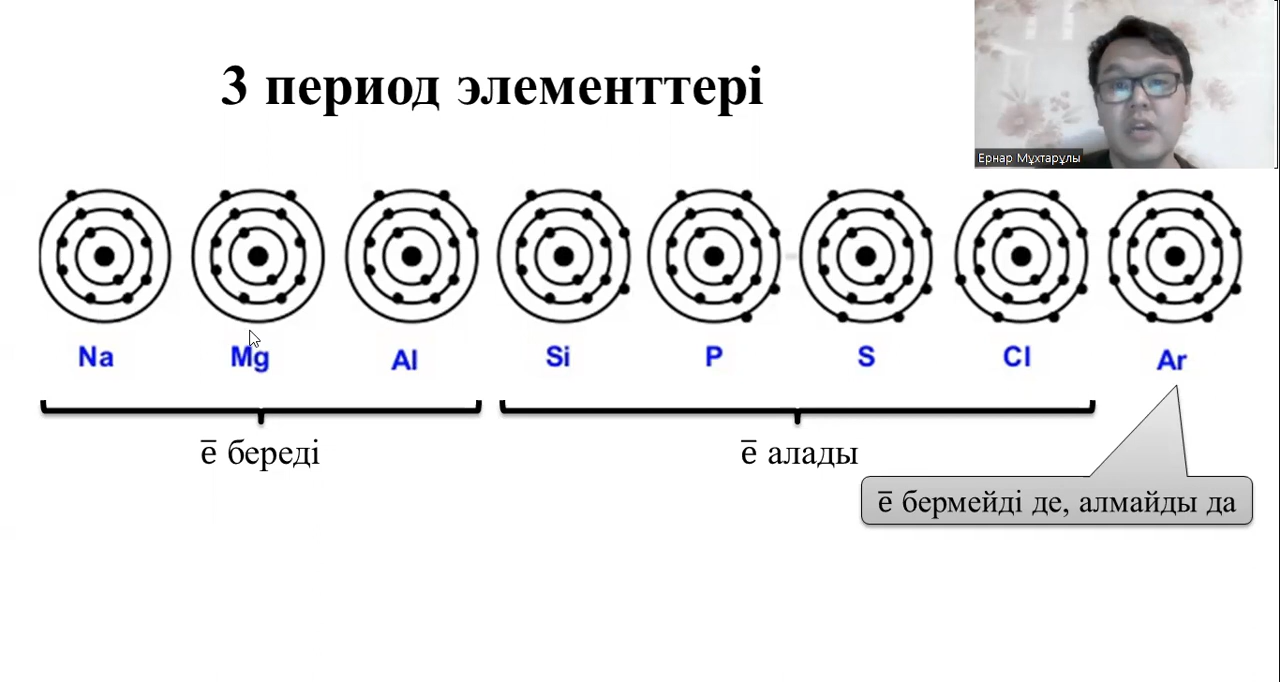 3 период элементтері
Ернар Мұхтарұлы
Na Mg Al Si P S Cl Ar
ē береді
ē алады
ē бермейді де, алмайды да